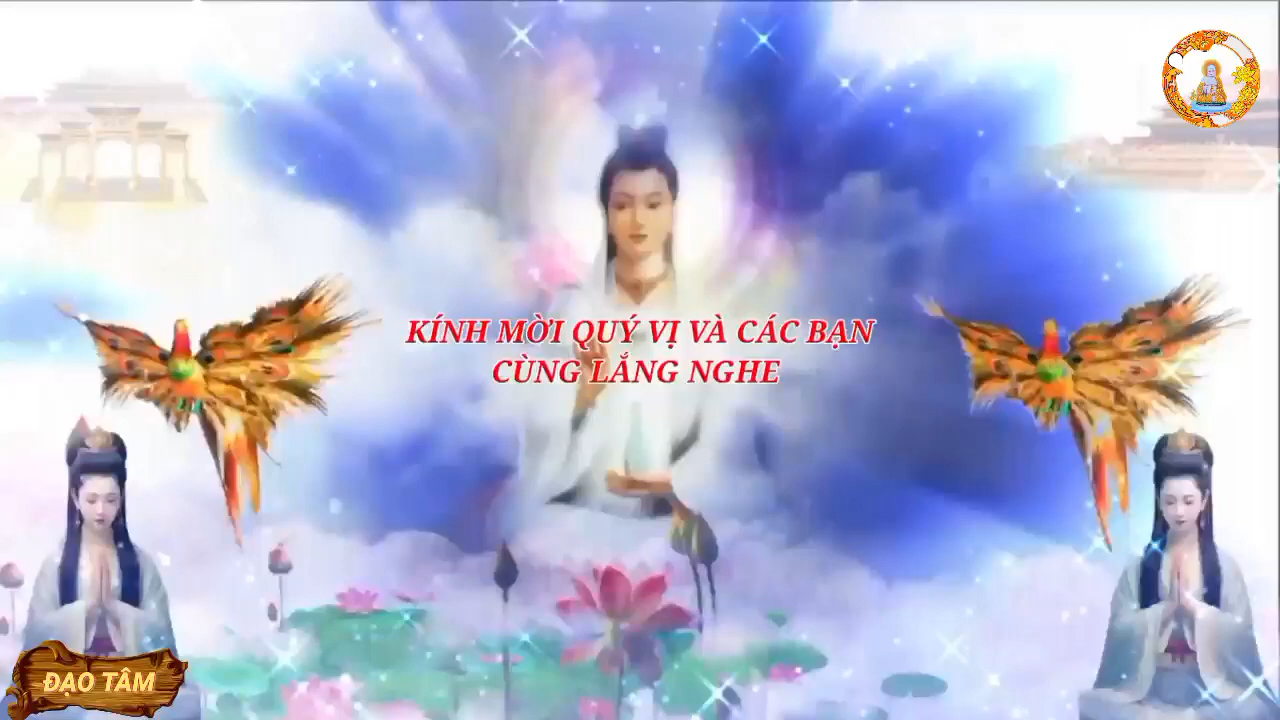 KÍNH MỜI QUÝ VỊ VÀ CÁC BẠN
CÙNG LẮNG NGHE
ĐẠO TÂM